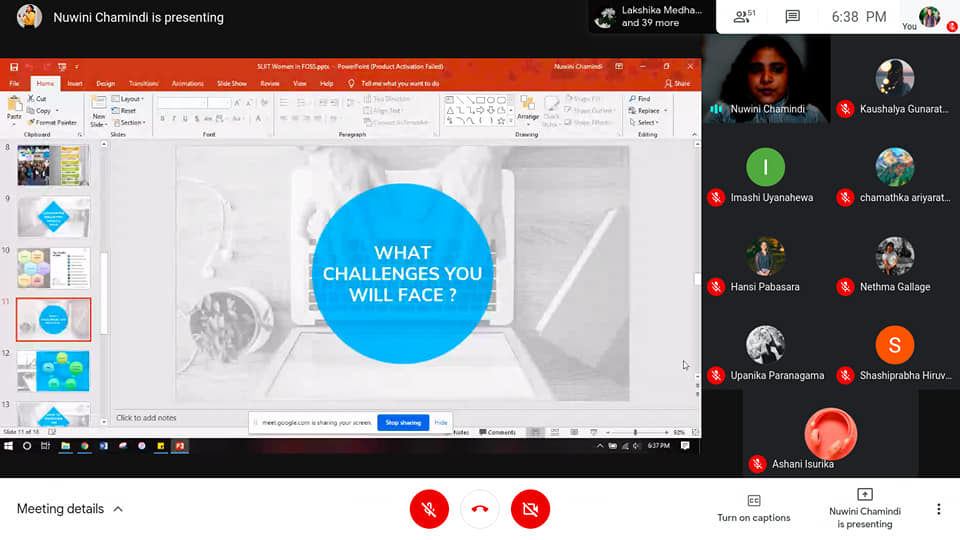 Nuwini Chamindi is presenting
Lakshika Medha...
and 39 more
51
6:38 PM
You
SLIIT Women in FOSS.pptx - PowerPoint (Product Activation Failed)
Nuwini Chamindi
File Home Insert Design Transitions Animations Slide Show Review View Help Tell me what you want to do
Share
Paste
Cut
Copy
Format Painter
Clipboard
New
Slide
Layout
Reset
Section
Slides
Font
Text Direction
Align Text
Convert to SmartArt
Paragraph
Arrange
Quick
Styles
Shape Fill
Shape Outline
Shape Effects
Drawing
Find
Replace
Select
Editing
8
9
10
11
12
13
WHAT
CHALLENGES YOU
WILL FACE ?
Click to add notes
meet.google.com is sharing your screen.
Stop sharing
Hide
Slide 11 of 16
Notes
Comments
92%
6:37 PM
Nuwini Chamindi
Kaushalya Gunarat...
I
Imashi Uyanahewa
chamathka ariyarat...
Hansi Pabasara
Nethma Gallage
Upanika Paranagama
S
Shashiprabha Hiruv...
Ashani Isurika
Meeting details
Turn on captions
Nuwini Chamindi
is presenting